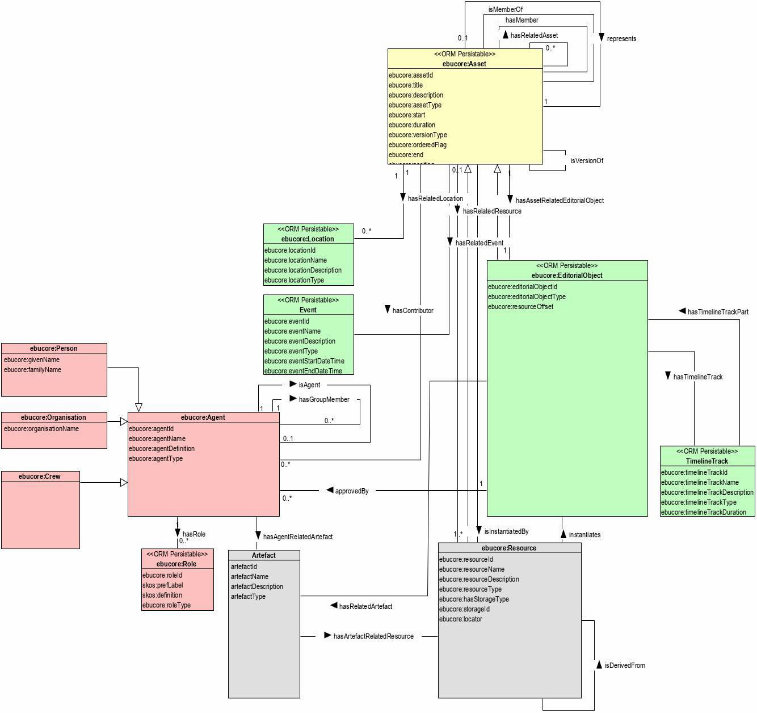 isMemberOf
hasMember
hasRelatedAsset
0..1
0..*
represents
<<ORM Persistable>>
ebucore:Asset
ebucore:assetId
ebucore:title
ebucore:description
ebucore:assetType
ebucore:start
ebucore:duration
ebucore:versionType
ebucore:orderedFlag
ebucore:end
1
isVersionOf
1
1
0..1
1
hasRelatedLocation
hasAssetRelatedEditorialObject
hasRelatedResource
0..*
hasRelatedEvent
1
<<ORM Persistable>>
ebucore:Location
ebucore:locationId
ebucore:locationName
ebucore:locationDescription
ebucore:locationType
<<ORM Persistable>>
ebucore:EditorialObject
ebucore:editorialObjectId
ebucore:editorialObjectType
ebucore:resourceOffset
<<ORM Persistable>>
Event
ebucore:eventId
ebucore:eventName
ebucore:eventDescription
ebucore:eventType
ebucore:eventStartDateTime
ebucore:eventEndDateTime
hasContributor
hasTimelineTrackPart
hasTimelineTrack
ebucore:Person
ebucore:givenName
ebucore:familyName
isAgent
hasGroupMember
1
1
0..*
0..1
0..*
ebucore:Organisation
ebucore:organisationName
ebucore:Agent
ebucore:agentId
ebucore:agentName
ebucore:agentDefinition
ebucore:agentType
<<ORM Persistable>>
TimelineTrack
ebucore:timelineTrackId
ebucore:timelineTrackName
ebucore:timelineTrackDescription
ebucore:timelineTrackType
ebucore:timelineTrackDuration
ebucore:Crew
0..*
approvedBy
1
hasRole
0..*
hasAgentRelatedArtefact
1..*
isInstantiatedBy
instantiates
<<ORM Persistable>>
ebucore:Role
ebucore:roleId
skos:prefLabel
skos:definition
ebucore:roleType
Artefact
artefactId
artefactName
artefactDescription
artefactType
ebucore:Resource
ebucore:resourceId
ebucore:resourceName
ebucore:resourceDescription
ebucore:resourceType
ebucore:hasStorageType
ebucore:storageId
ebucore:locator
hasRelatedArtefact
hasArtefactRelatedResource
isDerivedFrom